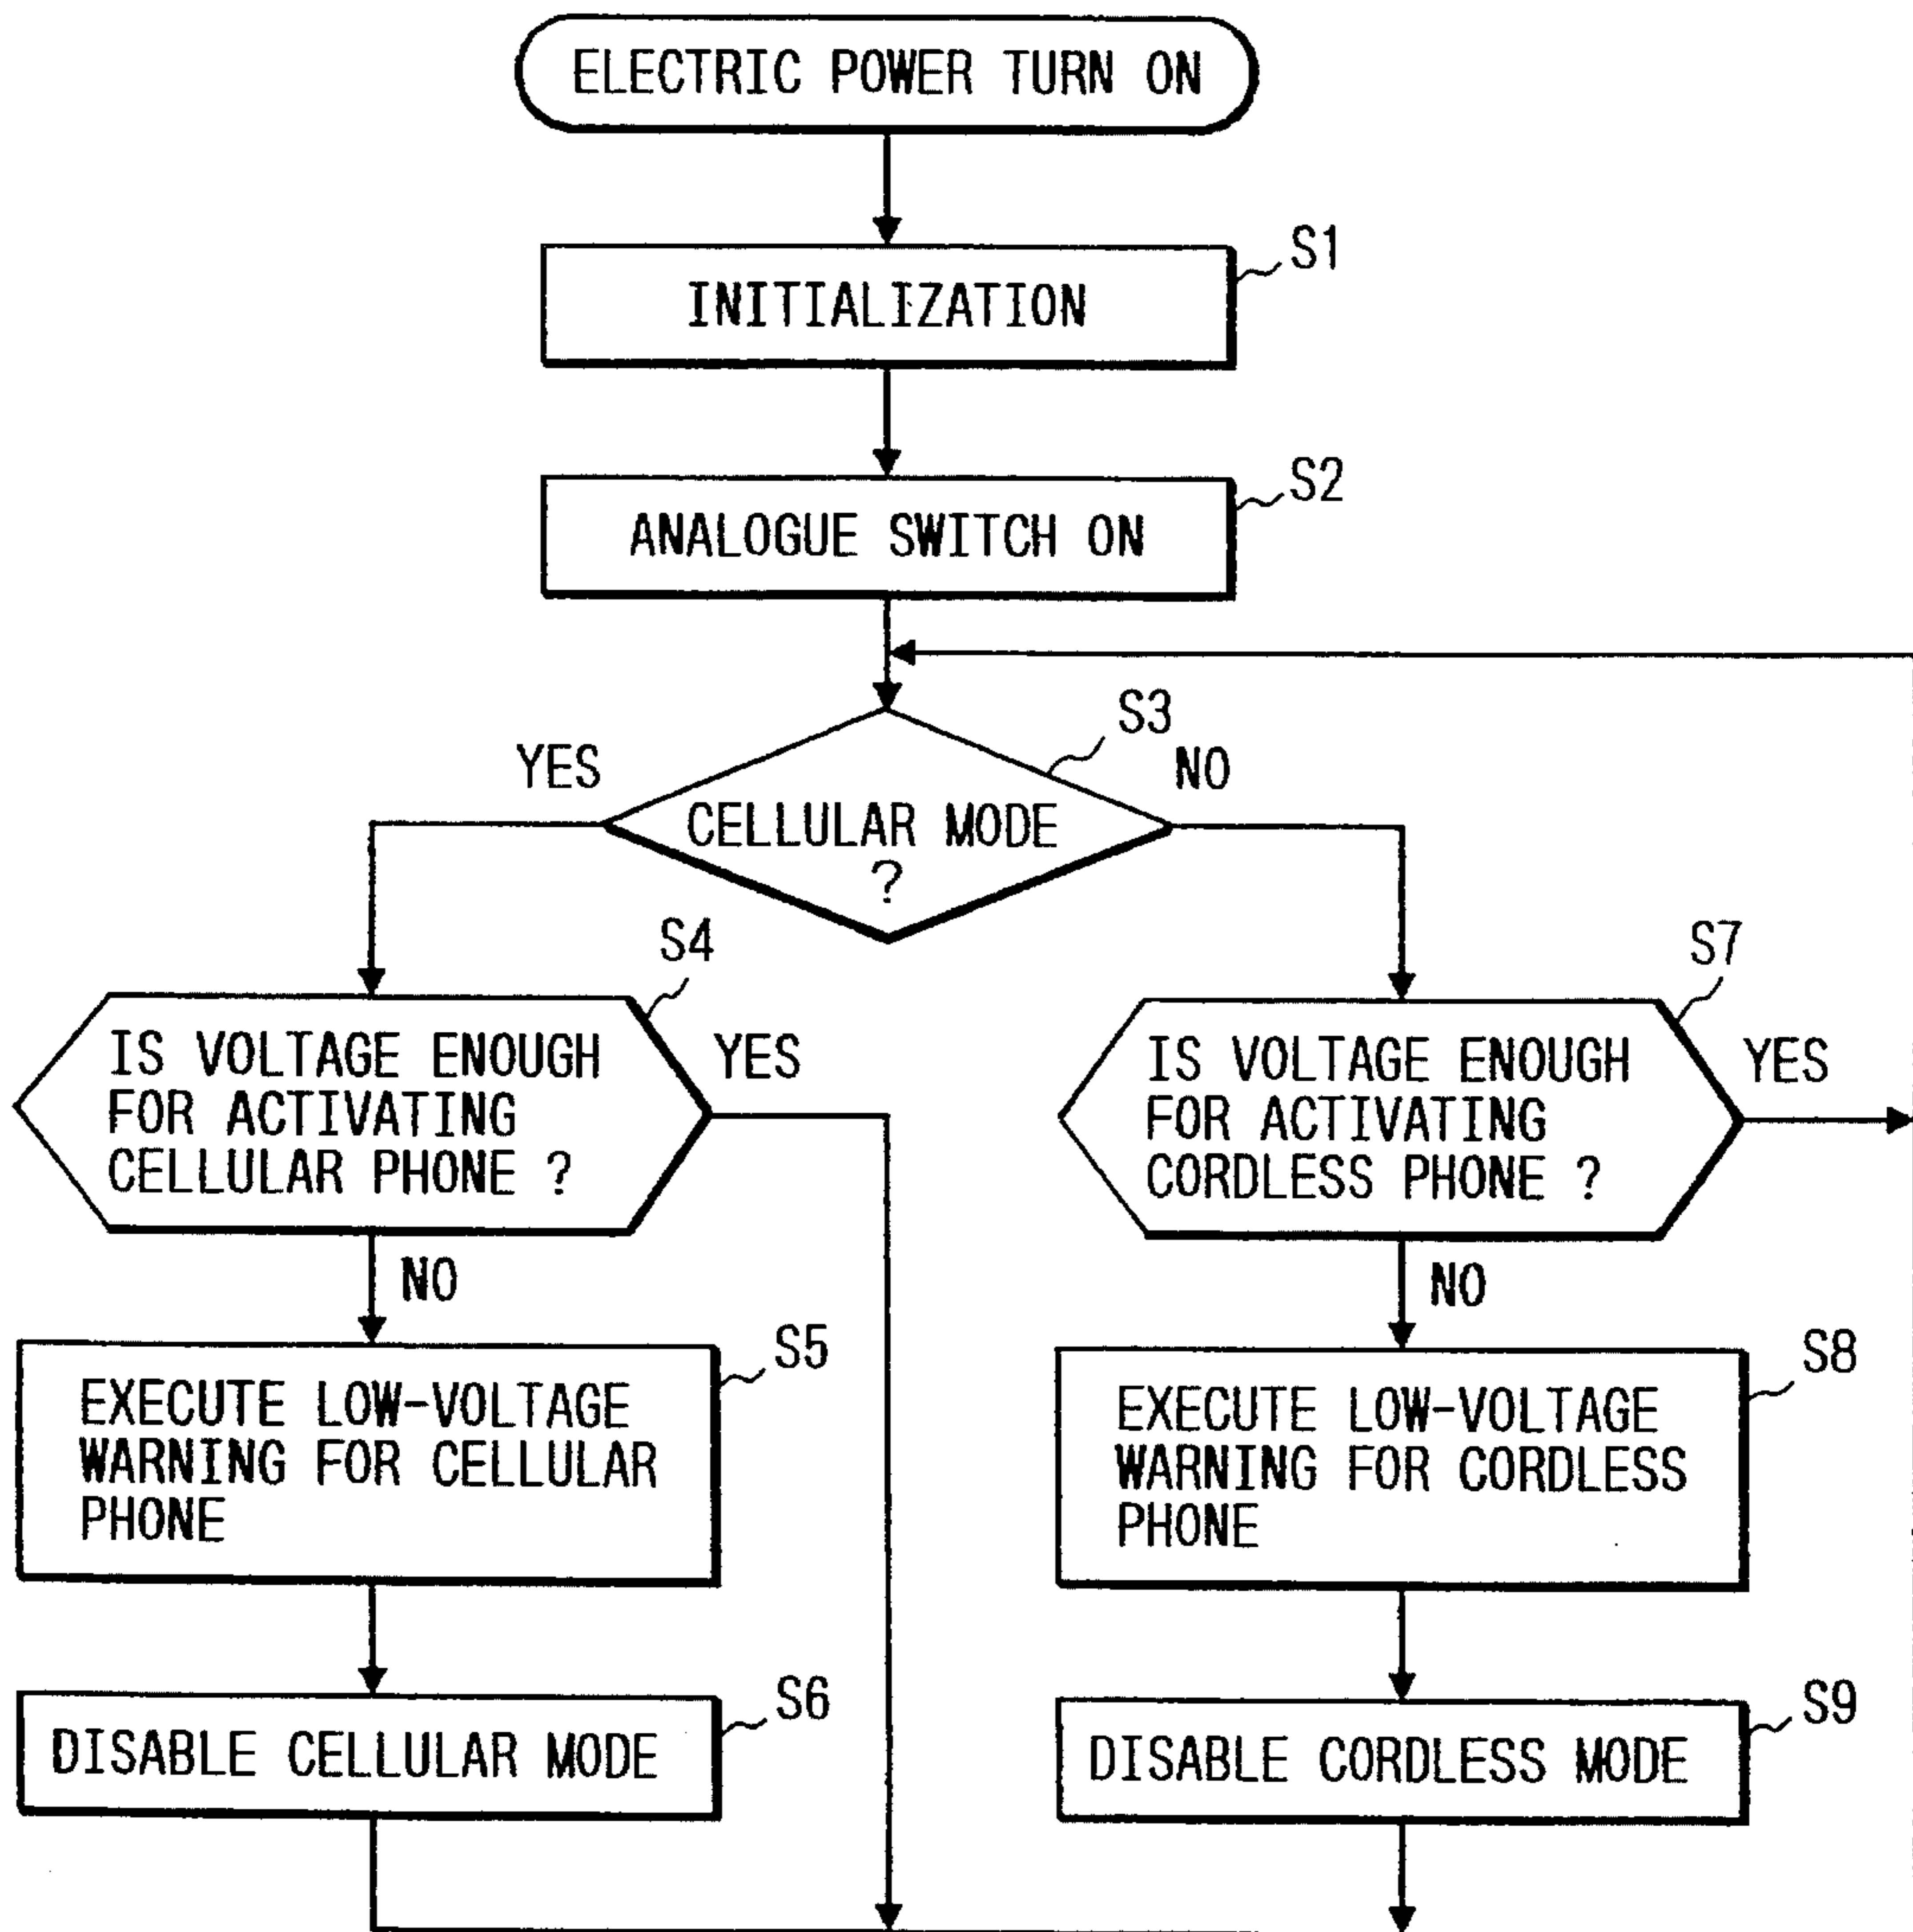 ELECTRIC POWER TURN ON
S1
INITIALIZATION
S2
ANALOGUE SWITCH ON
S3
YES
NO
CELLULAR MODE
?
S4
IS VOLTAGE ENOUGH
FOR ACTIVATING
CELLULAR PHONE ?
YES
NO
S5
EXECUTE LOW-VOLTAGE
WARNING FOR CELLULAR
PHONE
S6
DISABLE CELLULAR MODE
S7
IS VOLTAGE ENOUGH
FOR ACTIVATING
CORDLESS PHONE ?
YES
NO
S8
EXECUTE LOW-VOLTAGE
WARNING FOR CORDLESS
PHONE
S9
DISABLE CORDLESS MODE